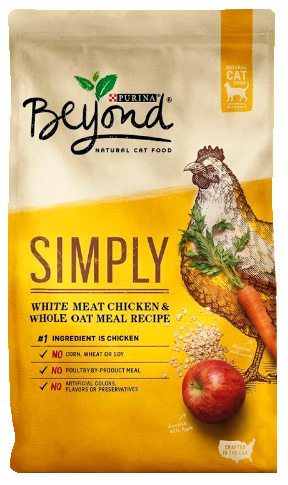 PURINA®
Beyond®
NATURAL CAT FOOD
NATURAL
CAT
FOOD
SIMPLY
WHITE MEAT CHICKEN &
WHOLE OAT MEAL RECIPE
#1 INGREDIENT IS CHICKEN
✓ NO CORN, WHEAT OR SOY
✓ NO POULTRY BY-PRODUCT MEAL
✓ NO ARTIFICIAL COLORS,
FLAVORS OR PRESERVATIVES
CRAFTED
IN THE USA